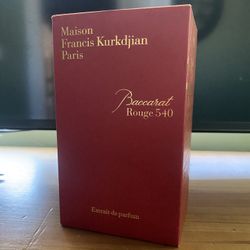 Maison
Francis Kurkdjian
Paris
Baccarat
Rouge 540
Extrait de parfum